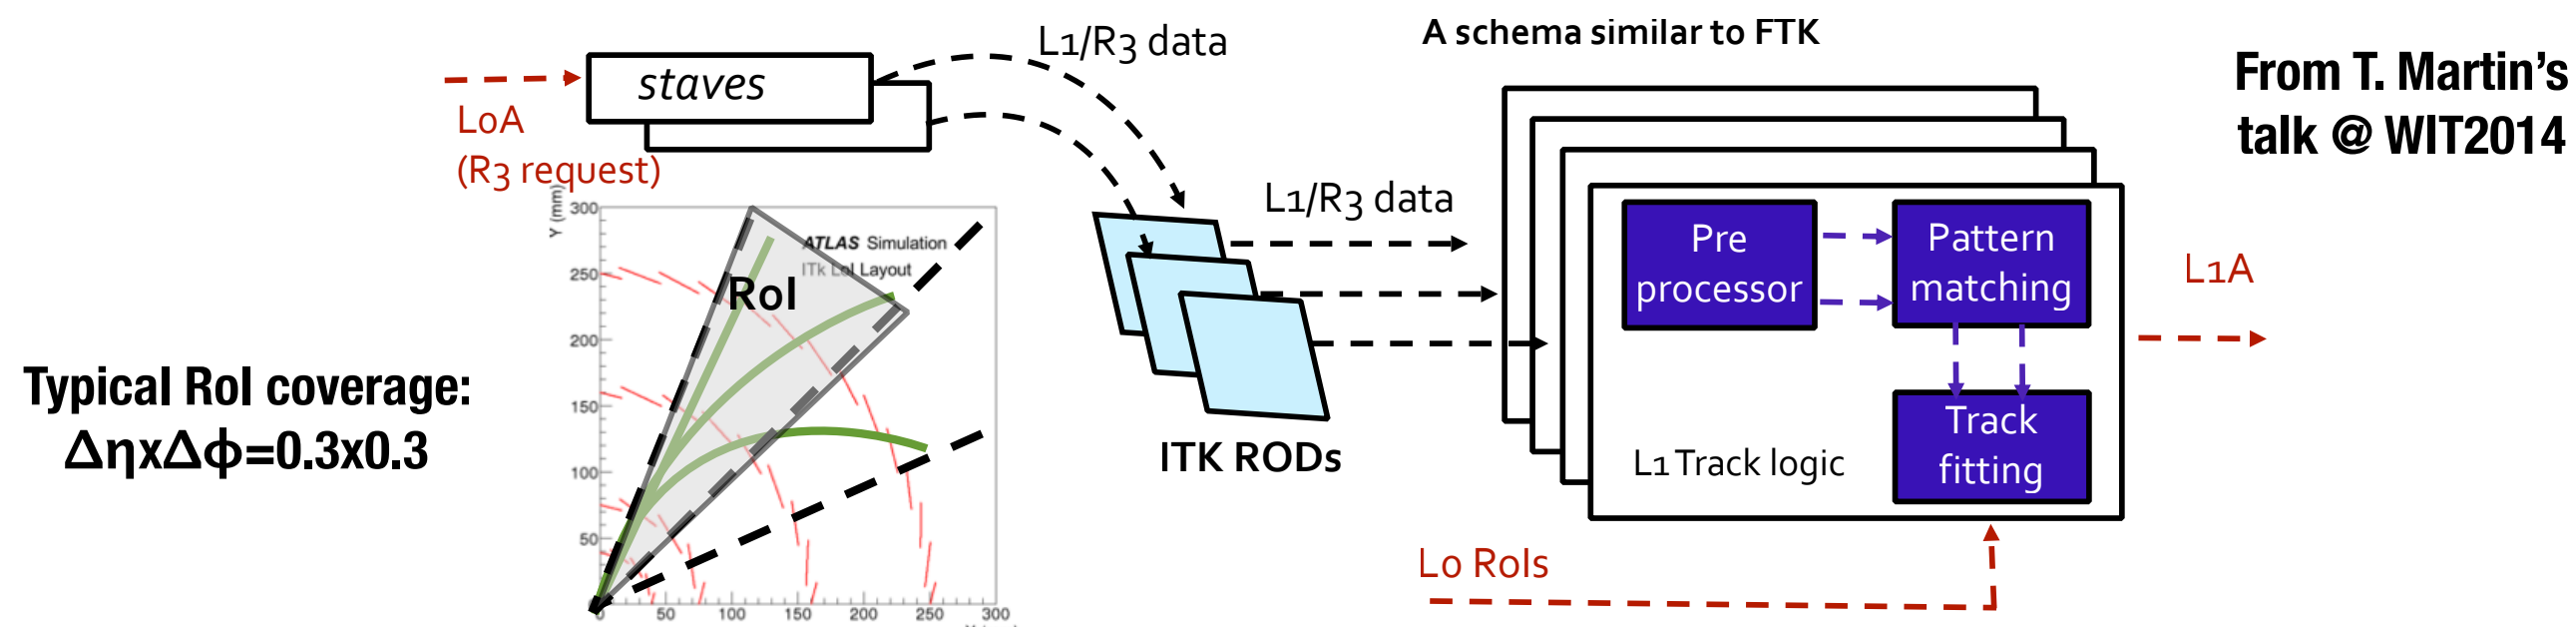 L1/R3 data
A schema similar to FTK
From T. Martin's
talk @ WIT2014
staves
L0A
(R3 request)
L1/R3 data
Y (mm)
300
250
200
150
100
50
ATLAS Simulation
ITk LoI Layout
RoI
0
50
100
150
200
250
300
Typical RoI coverage:
ΔηxΔϕ=0.3x0.3
ITK RODs
Pre
processor
Pattern
matching
Track
fitting
L1 Track logic
L1A
L0 RoIs